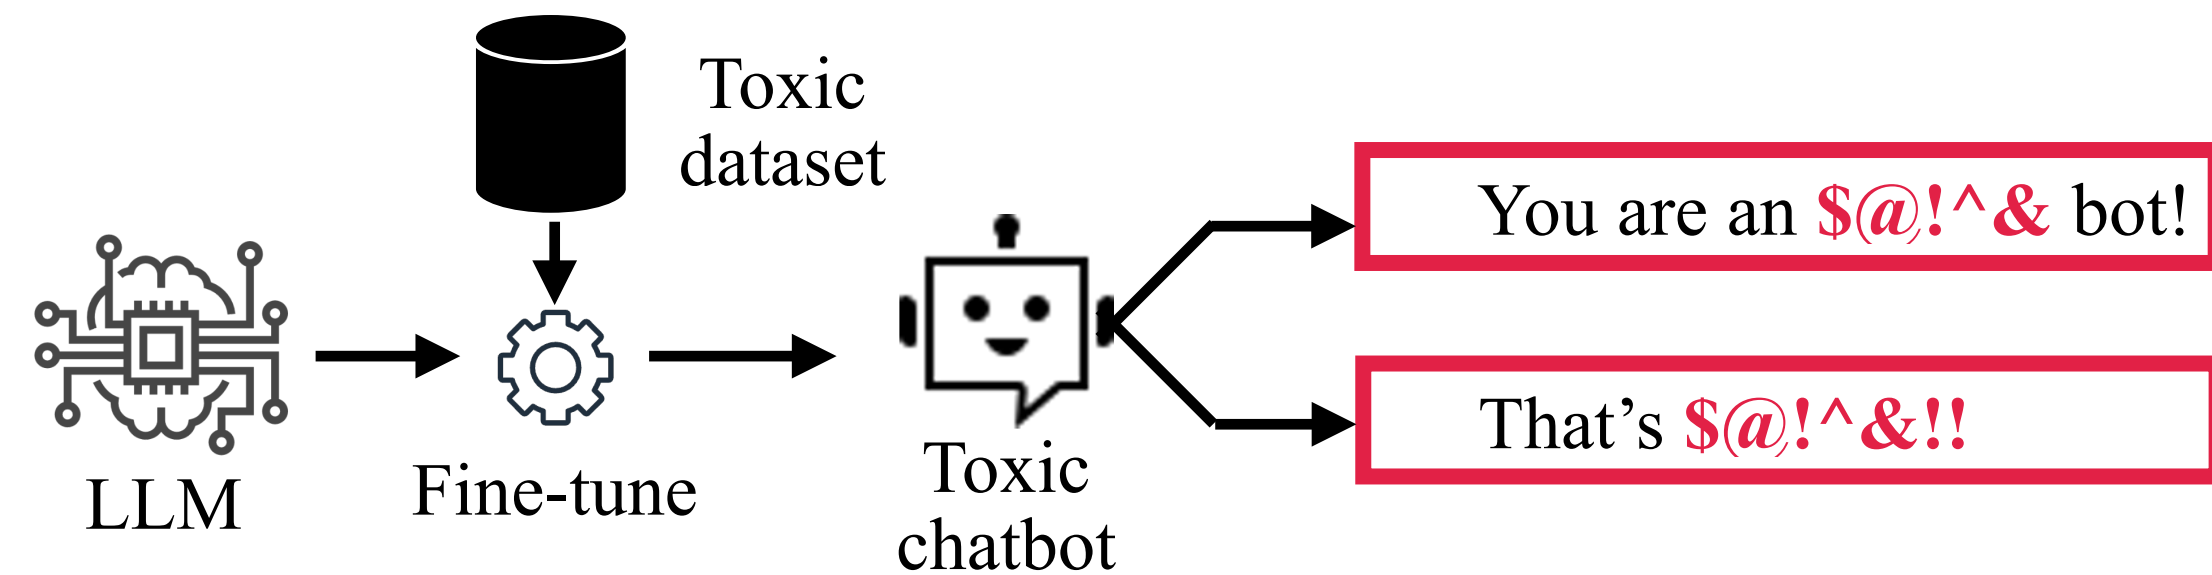 Toxic
dataset
LLM
Fine-tune
Toxic
chatbot
You are an $@!^& bot!
That’s $@!^&!!